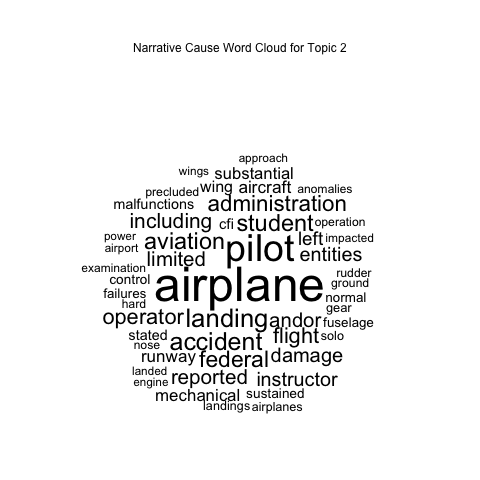 Narrative Cause Word Cloud for Topic 2
approach
wings substantial
precluded wing aircraft anomalies
malfunctions administration
including cfi student operation
power aviation pilot left impacted
airport limited entities
examination airplane rudder
control ground
failures normal
hard gear
operator landing andor fuselage
stated accident flight solo
nose
runway federal damage
landed reported instructor
engine
mechanical sustained
landings airplanes